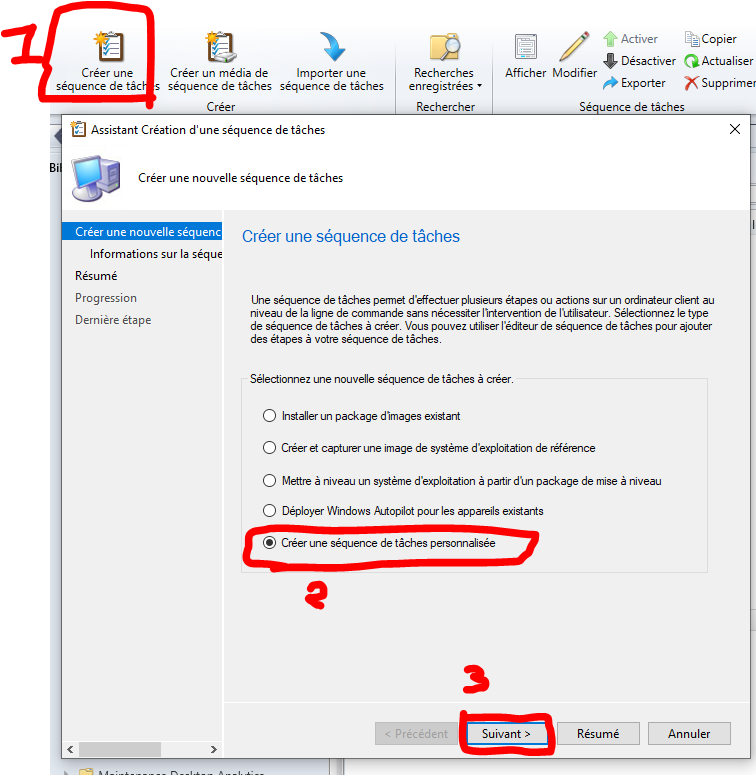 1
Créer une
séquence de tâches
Créer un média de
séquence de tâches
Importer une
séquence de tâches
Créer
Recherches
enregistrées
Rechercher
Afficher
Modifier
Activer
Désactiver
Exporter
Copier
Actualiser
Supprimer
Séquence de tâches
Bil
Assistant Création d'une séquence de tâches
Créer une nouvelle séquence de tâches
Créer une nouvelle séquenc
Informations sur la séque
Résumé
Progression
Dernière étape
Créer une séquence de tâches
Une séquence de tâches permet d'effectuer plusieurs étapes ou actions sur un ordinateur client au
niveau de la ligne de commande sans nécessiter l'intervention de l'utilisateur. Sélectionnez le type
de séquence de tâches à créer. Vous pouvez utiliser l'éditeur de séquence de tâches pour ajouter
des étapes à votre séquence de tâches.
Sélectionnez une nouvelle séquence de tâches à créer.
Installer un package d'images existant
Créer et capturer une image de système d'exploitation de référence
Mettre à niveau un système d'exploitation à partir d'un package de mise à niveau
Déployer Windows Autopilot pour les appareils existants
Créer une séquence de tâches personnalisée
2
3
< Précédent
Suivant >
Résumé
Annuler
Maintenance Desktop Analytics